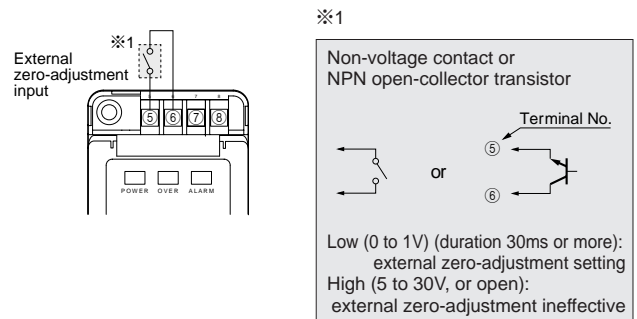 ※1
External
zero-adjustment
input
⑤ ⑥ ⑦ ⑧
POWER OVER ALARM
※1
Non-voltage contact or
NPN open-collector transistor
Terminal No.
⑤
or
⑥
Low (0 to 1V) (duration 30ms or more):
external zero-adjustment setting
High (5 to 30V, or open):
external zero-adjustment ineffective